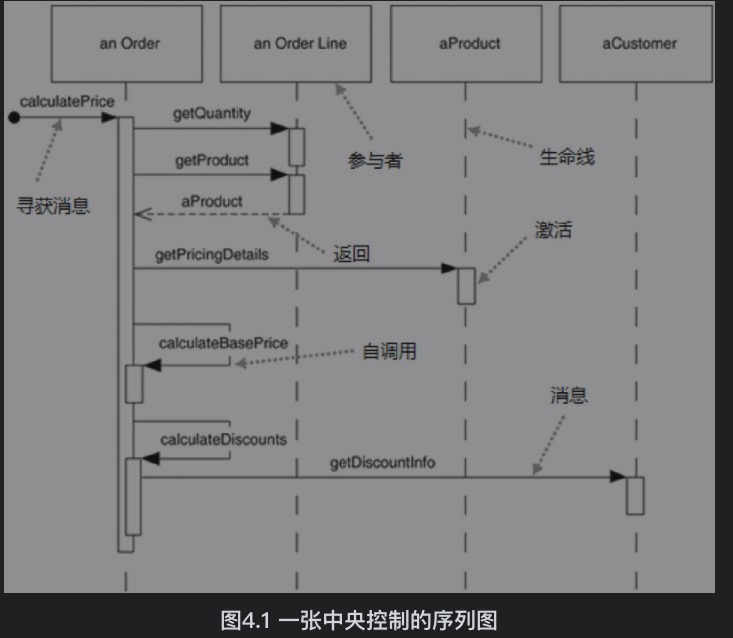 an Order
an Order Line
aProduct
aCustomer
calculatePrice
getQuantity
参与者
生命线
getProduct
寻获消息
aProduct
激活
返回
getPricingDetails
calculateBasePrice
自调用
消息
calculateDiscounts
getDiscountInfo
图4.1 一张中央控制的序列图